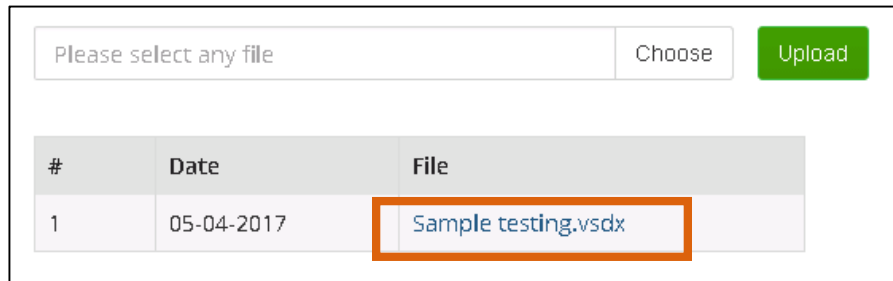 Please select any file Choose Upload
# Date File
1 05-04-2017 Sample testing.vsdx